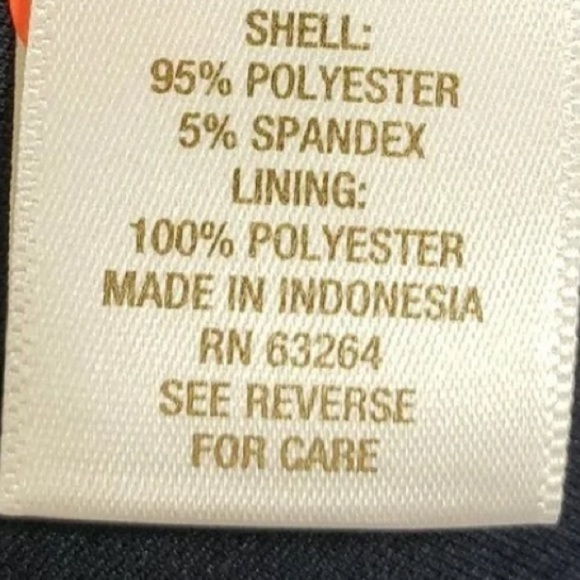 SHELL:
95% POLYESTER
5% SPANDEX
LINING:
100% POLYESTER
MADE IN INDONESIA
RN 63264
SEE REVERSE
FOR CARE